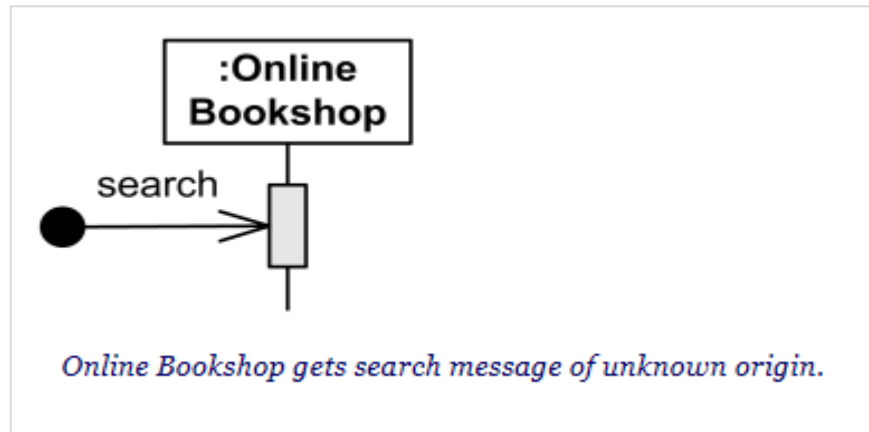 :Online
Bookshop
search
Online Bookshop gets search message of unknown origin.